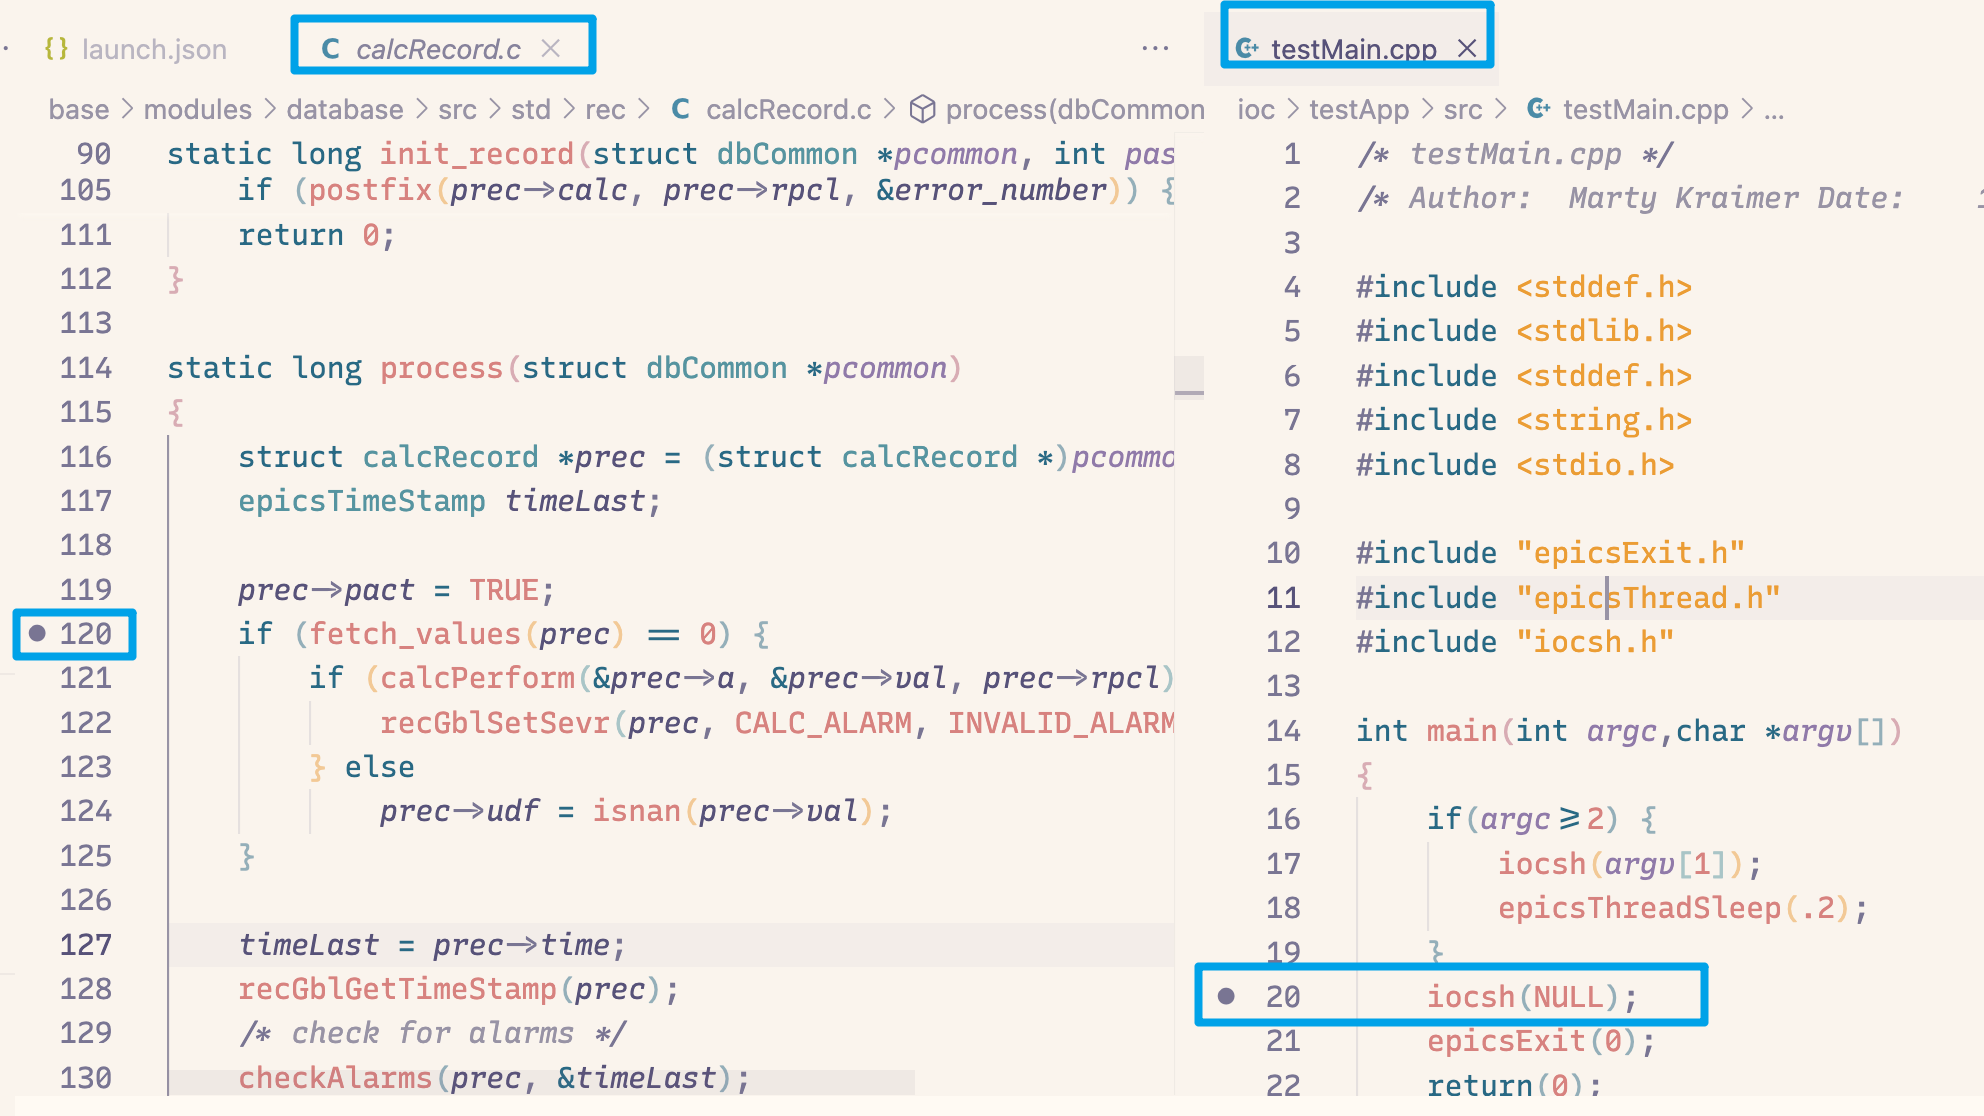 {} launch.json
C calcRecord.c ×
...
base > modules > database > src > std > rec > C calcRecord.c > process(dbCommon
90 static long init_record(struct dbCommon *pcommon, int pas
105 if (postfix(prec->calc, prec->rpcl, &error_number)) {
111 return 0;
112 }
113
114 static long process(struct dbCommon *pcommon)
115 {
116 struct calcRecord *prec = (struct calcRecord *)pcommo
117 epicsTimeStamp timeLast;
118
119 prec->pact = TRUE;
120 if (fetch_values(prec) == 0) {
121 if (calcPerform(&prec->a, &prec->val, prec->rpcl)
122 recGblSetSevr(prec, CALC_ALARM, INVALID_ALARM
123 } else
124 prec->udf = isnan(prec->val);
125 }
126
127 timeLast = prec->time;
128 recGblGetTimeStamp(prec);
129 /* check for alarms */
130 checkAlarms(prec, &timeLast);
C++ testMain.cpp ×
ioc > testApp > src > C++ testMain.cpp > ...
1 /* testMain.cpp */
2 /* Author:  Marty Kraimer Date:
3
4 #include <stddef.h>
5 #include <stdlib.h>
6 #include <stddef.h>
7 #include <string.h>
8 #include <stdio.h>
9
10 #include "epicsExit.h"
11 #include "epicsThread.h"
12 #include "iocsh.h"
13
14 int main(int argc,char *argv[])
15 {
16 if(argc>=2) {
17 iocsh(argv[1]);
18 epicsThreadSleep(.2);
19 }
20 iocsh(NULL);
21 epicsExit(0);
22 return(0);